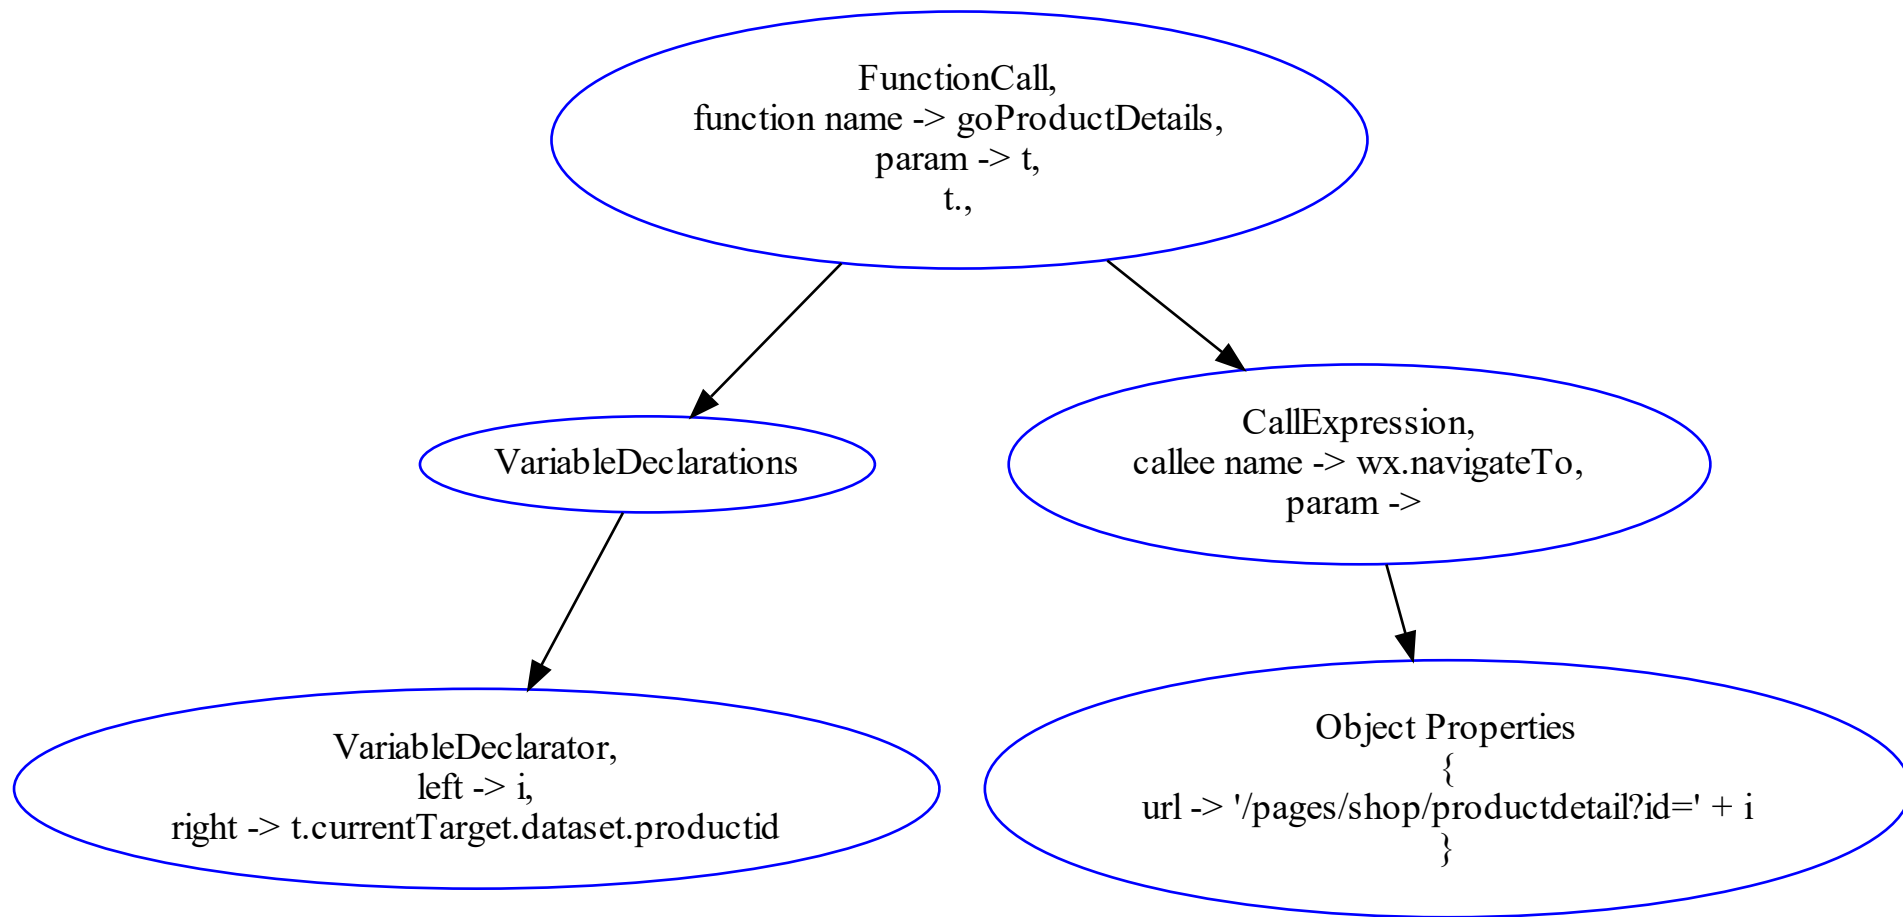 FunctionCall,
function name -> goProductDetails,
param -> t,
t.,
VariableDeclarations
CallExpression,
callee name -> wx.navigateTo,
param ->
VariableDeclarator,
left -> i,
right -> t.currentTarget.dataset.productid
Object Properties
{
url -> '/pages/shop/productdetail?id=' + i
}